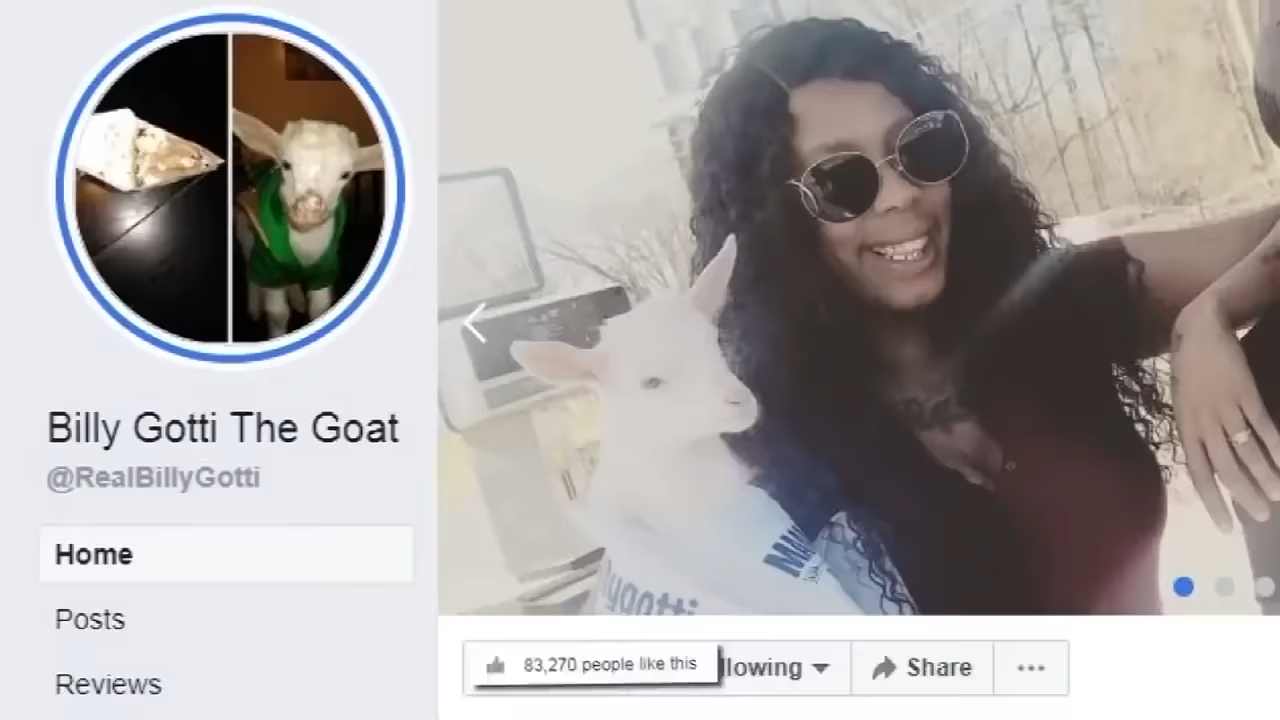 Billy Gotti The Goat
@RealBillyGotti
Home
Posts
Reviews
83,270 people like this
llowing
Share
•••